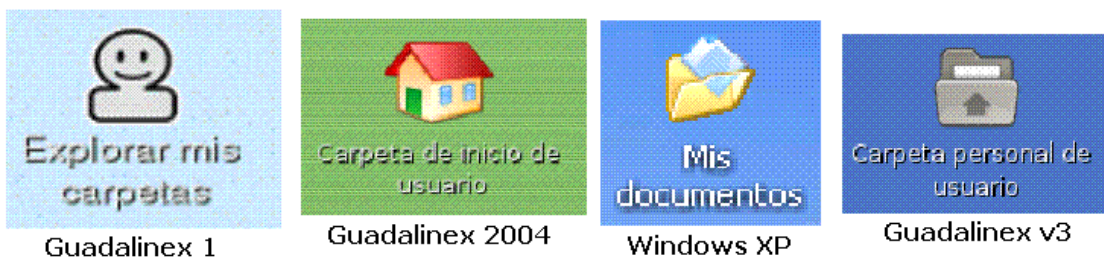 Explorar mis
carpetas
Guadalinex 1
Carpeta de inicio de
usuario
Guadalinex 2004
Mis
documentos
Windows XP
Carpeta personal de
usuario
Guadalinex v3